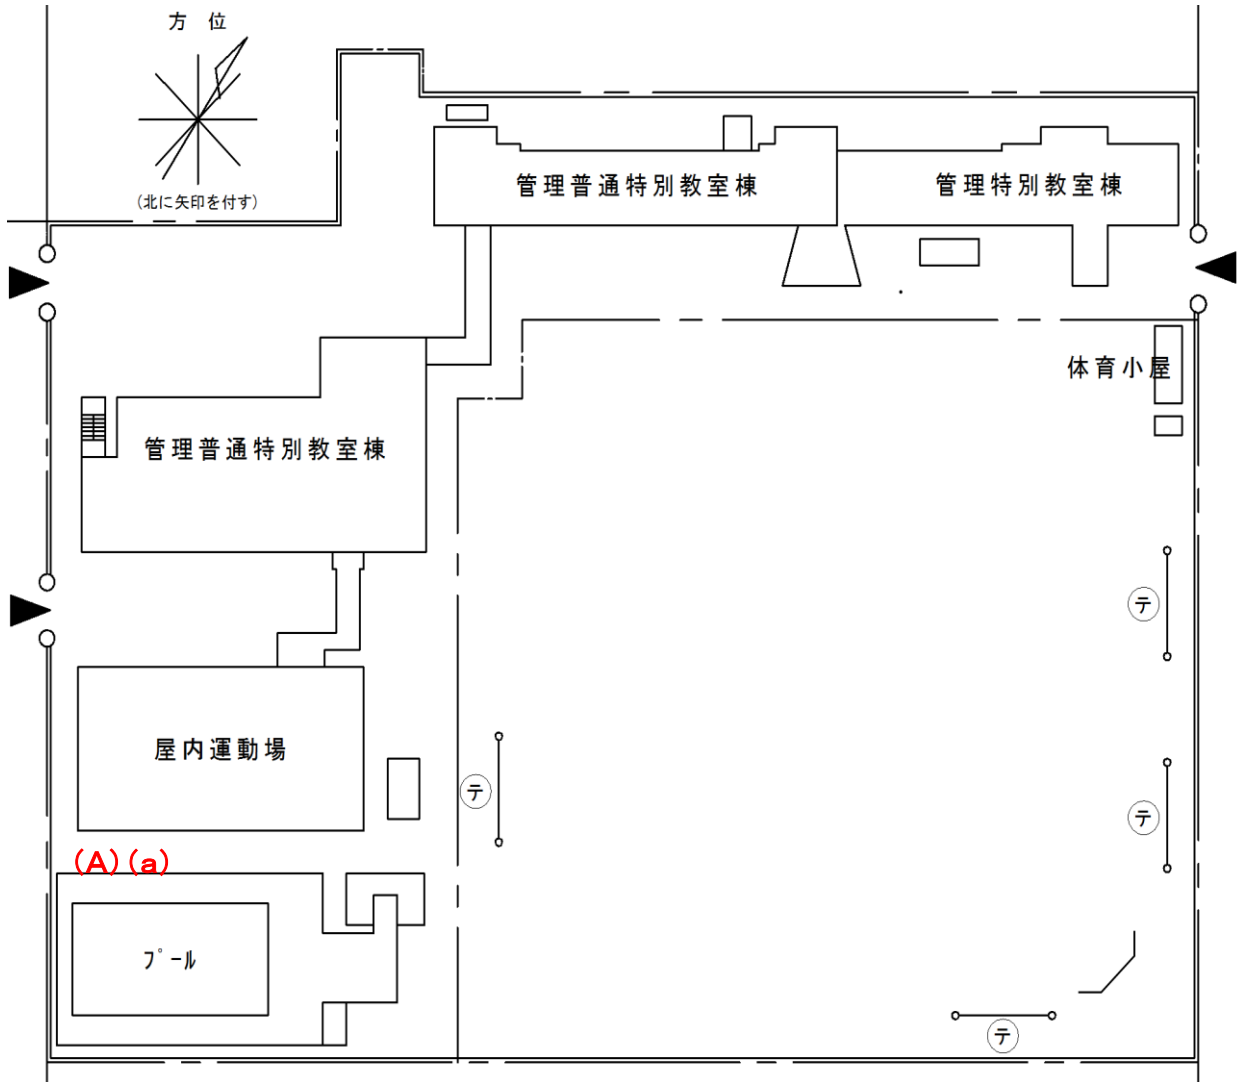 方 位
(北に矢印を付す)
管理普通特別教室棟
管理特別教室棟
体育小屋
管理普通特別教室棟
テ
屋内運動場
テ
テ
(A)(a)
プール
テ